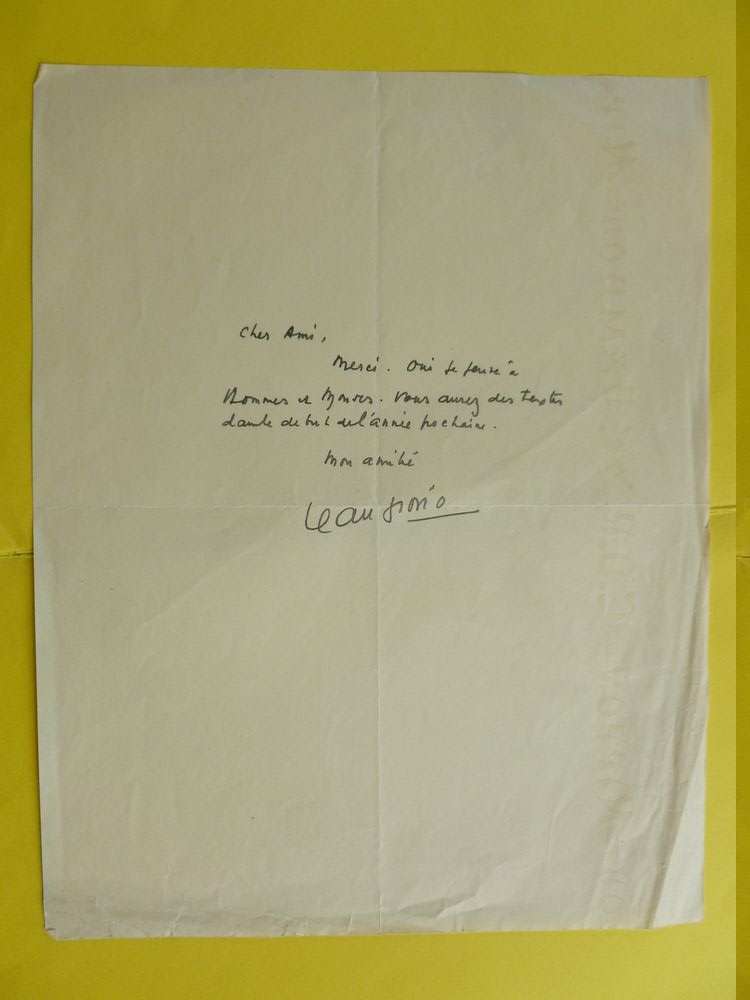 Cher Ami,
Merci. Oui je pense à
Hommes et Mondes. Vous aurez des textes
dans le début de l'année prochaine.
Mon amitié
Jean Giono